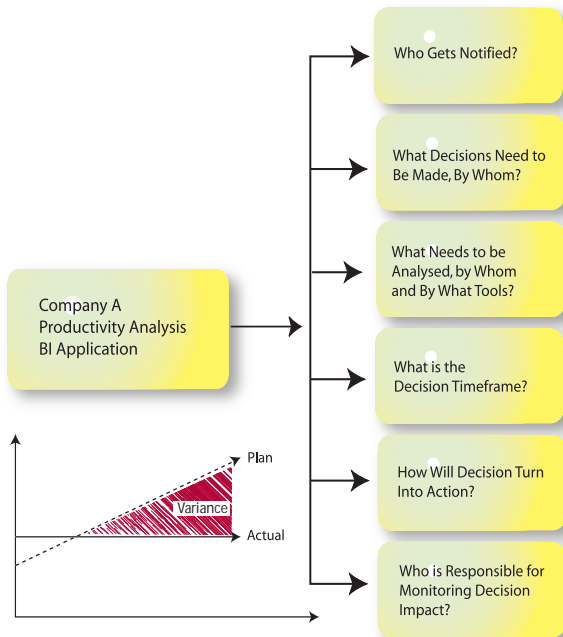 Who Gets Notified?
What Decisions Need to
Be Made, By Whom?
What Needs to be
Analysed, by Whom
and By What Tools?
Company A
Productivity Analysis
BI Application
What is the
Decision Timeframe?
Plan
Variance
Actual
How Will Decision Turn
Into Action?
Who is Responsible for
Monitoring Decision
Impact?